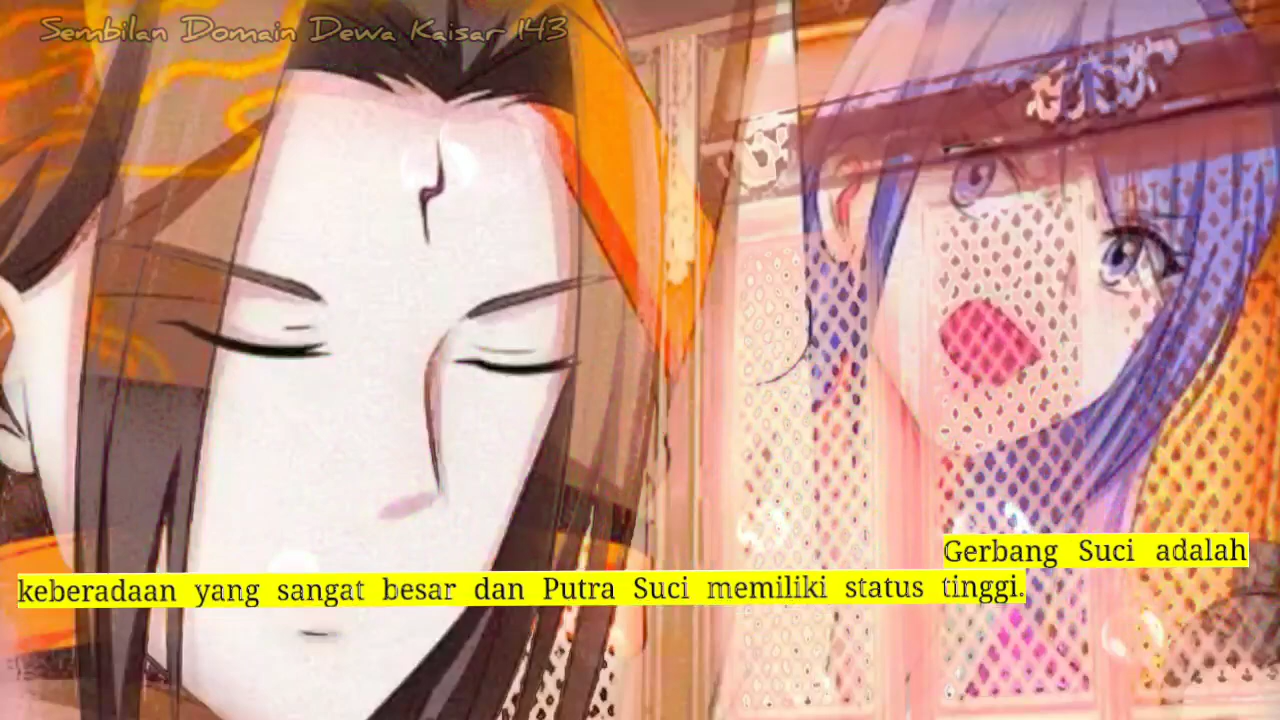 Sembilan Domain Dewa Kaisar 143
Gerbang Suci adalah
keberadaan yang sangat besar dan Putra Suci memiliki status tinggi.